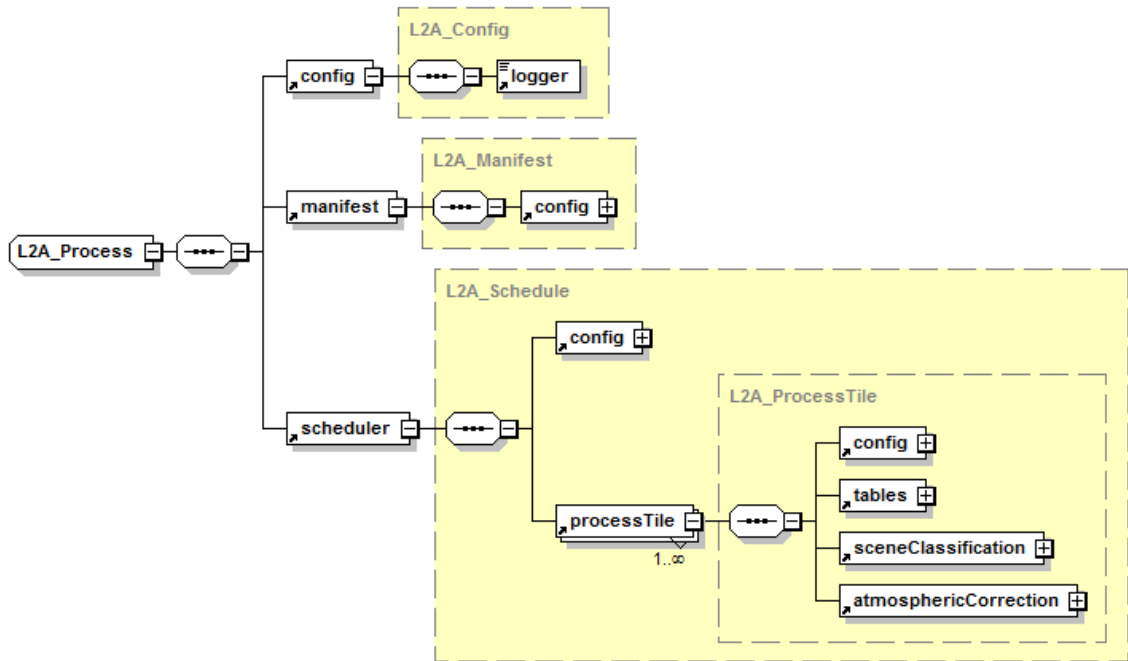 L2A_Config
config
logger
L2A_Manifest
manifest
config
L2A_Process
L2A_Schedule
config
scheduler
L2A_ProcessTile
config
tables
processTile
1..∞
sceneClassification
atmosphericCorrection